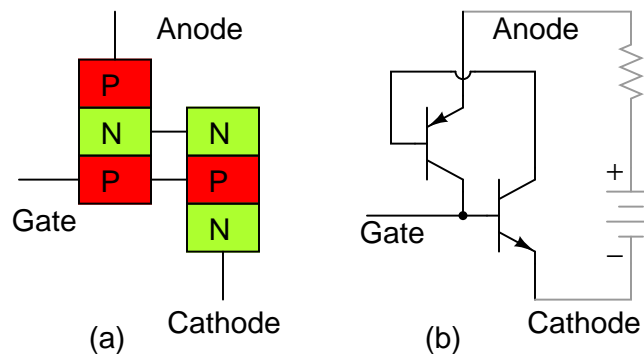 Anode
P
N
N
P
P
Gate
N
Cathode
(a)
Anode
+
Gate
−
Cathode
(b)